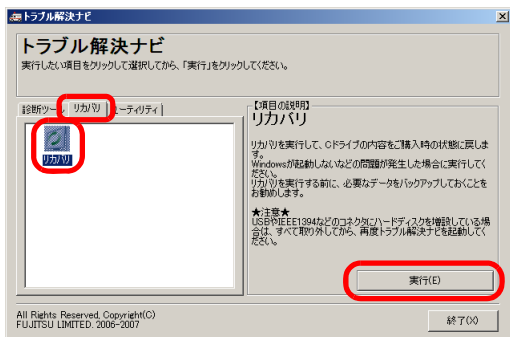 トラブル解決ナビ
トラブル解決ナビ
実行したい項目をクリックして選択してから、「実行」をクリックしてください。
診断ツール リカバリ ユーティリティ
リカバリ
【項目の説明】
リカバリ
リカバリを実行して、Cドライブの内容をご購入時の状態に戻しま
す。
Windowsが起動しないなどの問題が発生した場合に実行してく
ださい。
リカバリを実行する前に、必要なデータをバックアップしておくことを
お勧めします。
★注意★
USBやIEEE1394などのコネクタにハードディスクを増設している場
合は、すべて取り外してから、再度トラブル解決ナビを起動してく
ださい。
実行(E)
All Rights Reserved, Copyright(C)
FUJITSU LIMITED. 2006-2007
終了(X)